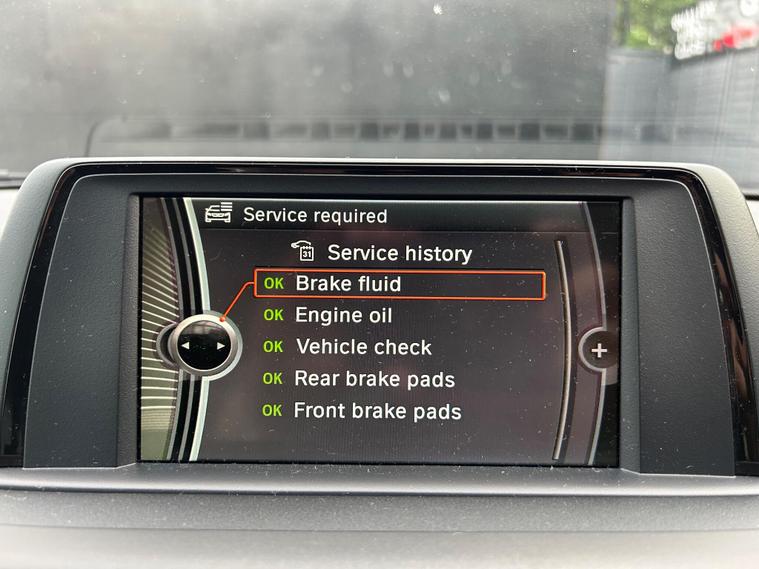 Service required
31 Service history
OK Brake fluid
OK Engine oil
OK Vehicle check
OK Rear brake pads
OK Front brake pads